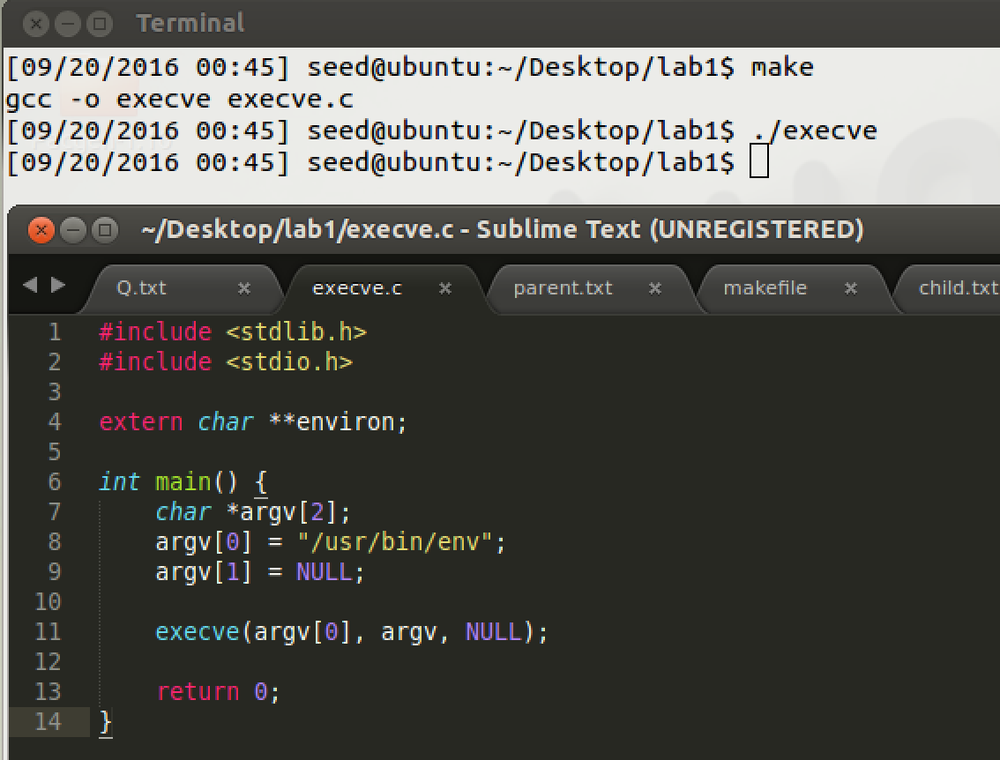 Terminal
[09/20/2016 00:45] seed@ubuntu:~/Desktop/lab1$ make
gcc -o execve execve.c
[09/20/2016 00:45] seed@ubuntu:~/Desktop/lab1$ ./execve
[09/20/2016 00:45] seed@ubuntu:~/Desktop/lab1$
~/Desktop/lab1/execve.c - Sublime Text (UNREGISTERED)
Q.txt execve.c parent.txt makefile child.txt
1 #include <stdlib.h>
2 #include <stdio.h>
3
4 extern char **environ;
5
6 int main() {
7     char *argv[2];
8     argv[0] = "/usr/bin/env";
9     argv[1] = NULL;
10
11     execve(argv[0], argv, NULL);
12
13     return 0;
14 }